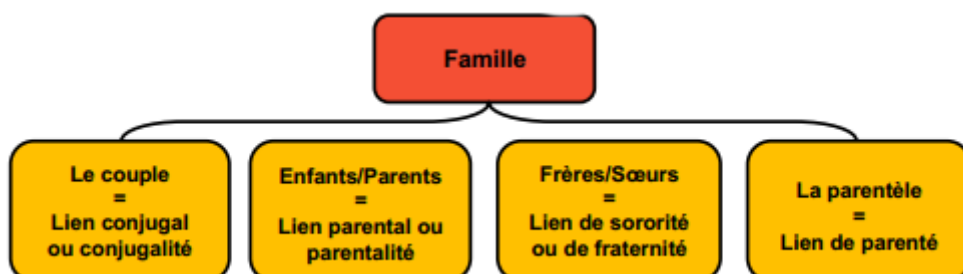 Famille
Le couple
=
Lien conjugal
ou conjugalité
Enfants/Parents
=
Lien parental ou
parentalité
Frères/Sœurs
=
Lien de sororité
ou de fraternité
La parentèle
=
Lien de parenté